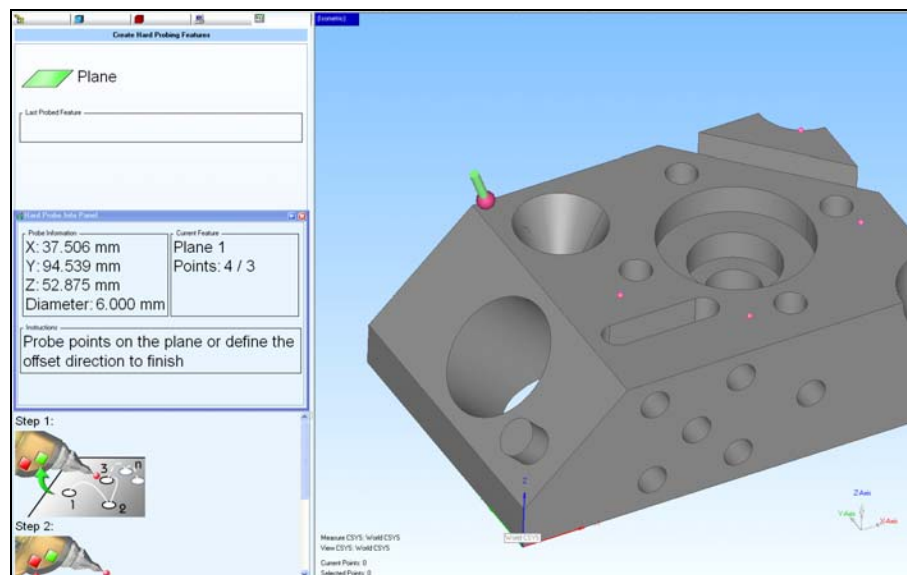 [Isometric]
Create Hard Probing Features
Plane
Last Probed Feature
Hard Probe Info Panel
Probe Information
X: 37.506 mm
Y: 94.539 mm
Z: 52.875 mm
Diameter: 6.000 mm
Current Feature
Plane 1
Points: 4 / 3
Instructions
Probe points on the plane or define the
offset direction to finish
Step 1:
1
2
3
n
Step 2:
Z
World CSYS
Measure CSYS: World CSYS
View CSYS: World CSYS
Current Points: 0
Selected Points: 0
Z-Axis
Y-Axis
X-Axis